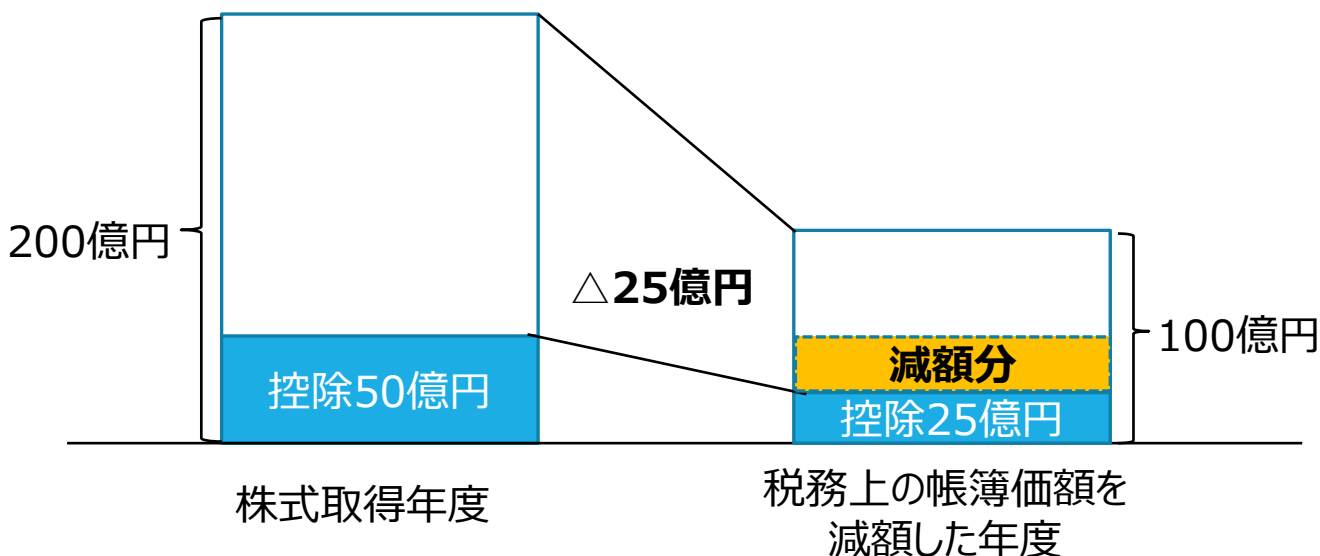 200億円
控除50億円
株式取得年度
△25億円
減額分
控除25億円
100億円
税務上の帳簿価額を
減額した年度